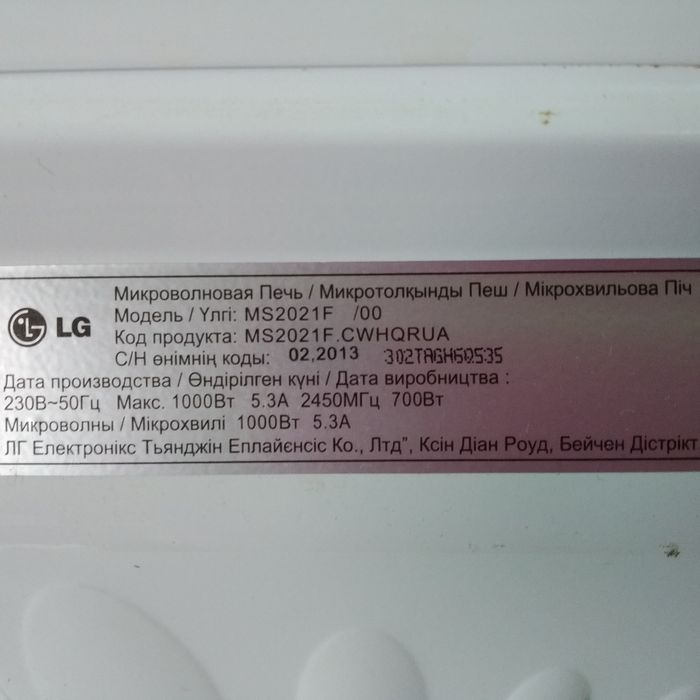 Микроволновая Печь / Микротолқынды Пеш / Мікрохвильова Піч
LG
Модель / Үлгі: MS2021F /00
Код продукта: MS2021F.CWHQRUA
С/Н өнімнің коды: 02,2013 302TAGH6Q535
Дата производства / Өндірілген күні / Дата виробництва :
230В~50Гц Макс. 1000Вт 5.3А 2450МГц 700Вт
Микроволны / Мікрохвилі 1000Вт 5.3А
ЛГ Електронікс Тьянджін Еплайєнсіс Ко., Лтд", Ксін Діан Роуд, Бейчен Дістрікт